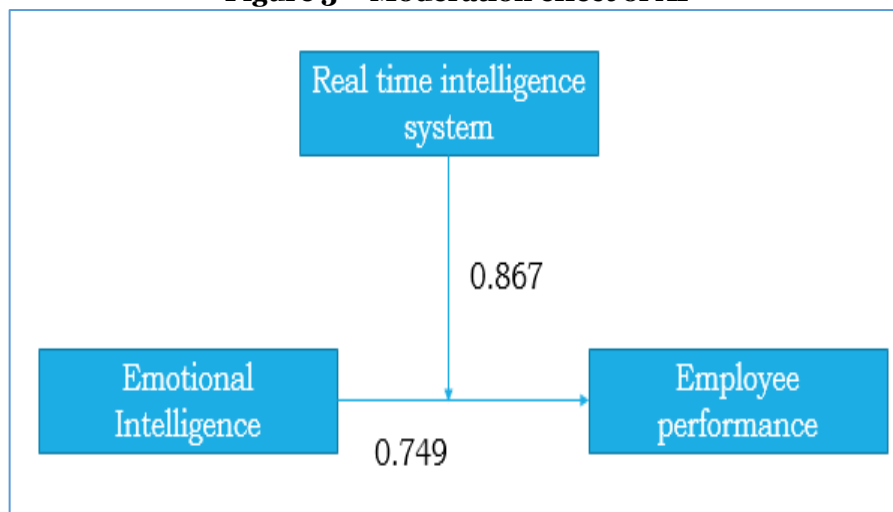 Real time intelligence
system
0.867
Emotional
Intelligence
Employee
performance
0.749